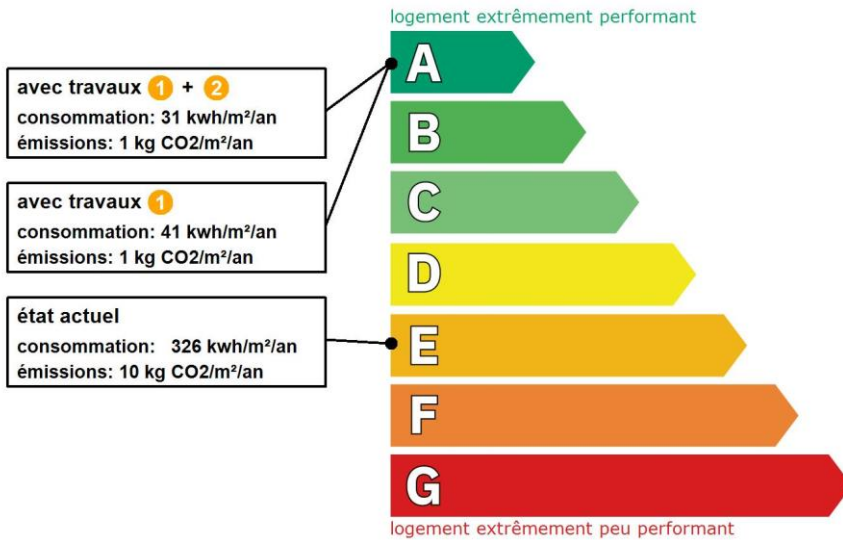 logement extrêmement performant
avec travaux 1 + 2
consommation: 31 kwh/m²/an
émissions: 1 kg CO2/m²/an
avec travaux 1
consommation: 41 kwh/m²/an
émissions: 1 kg CO2/m²/an
état actuel
consommation: 326 kwh/m²/an
émissions: 10 kg CO2/m²/an
A
B
C
D
E
F
G
logement extrêmement peu performant